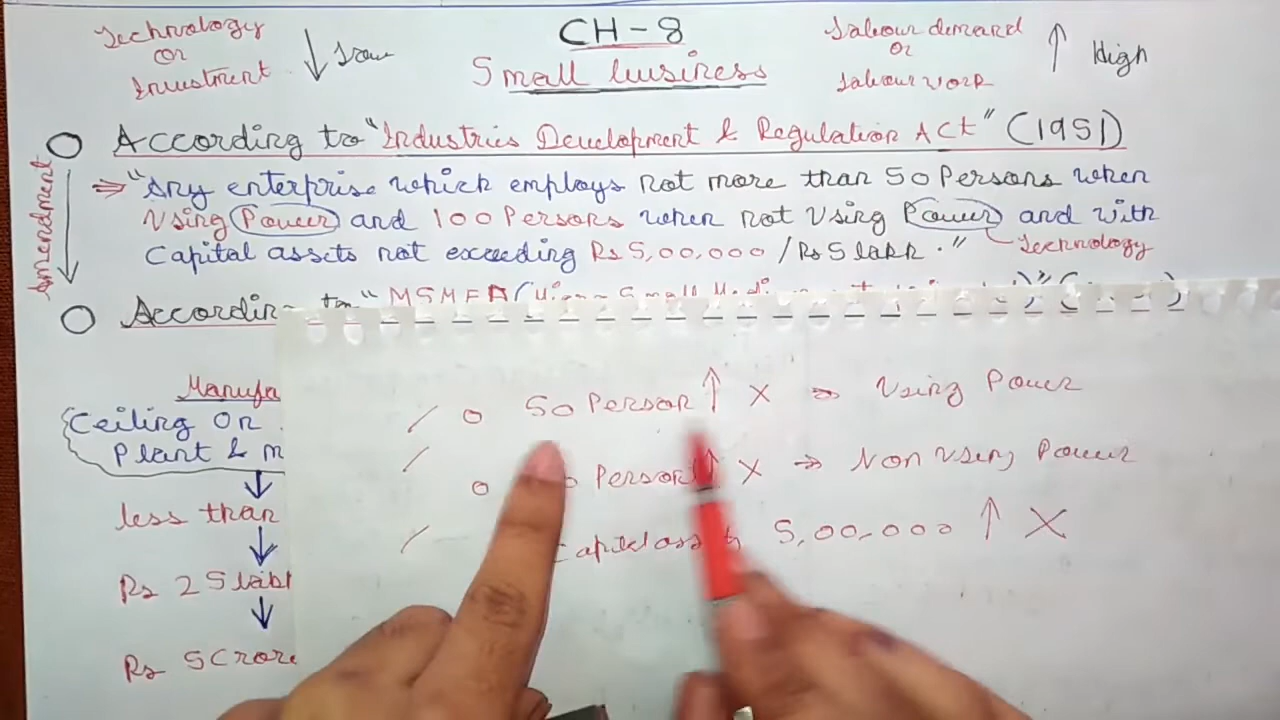 CH-8
Small business
Technology
or
Investment
↓ Low
Labour demand
or
Labour work
↑ High
According to "Industries Development & Regulation Act" (1951)
Amendment
⇒ "Any enterprise which employs not more than 50 Persons when
Using Power and 100 Persons when not Using Power and with
Capital assets not exceeding Rs 5,00,000 / Rs 5 lakh."
Technology
According to "MSMED
Manufa
Ceiling on
Plant & m
↓
less than
↓
Rs 25 lakh
↓
Rs 5 Crore
50 Person ↑ × ⇒ Using Power
Person ↑ × → Non Using Power
5,00,000 ↑ ×